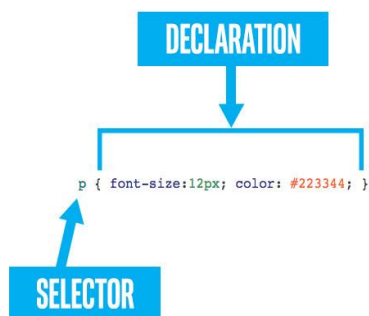 DECLARATION
p { font-size:12px; color: #223344; }
SELECTOR